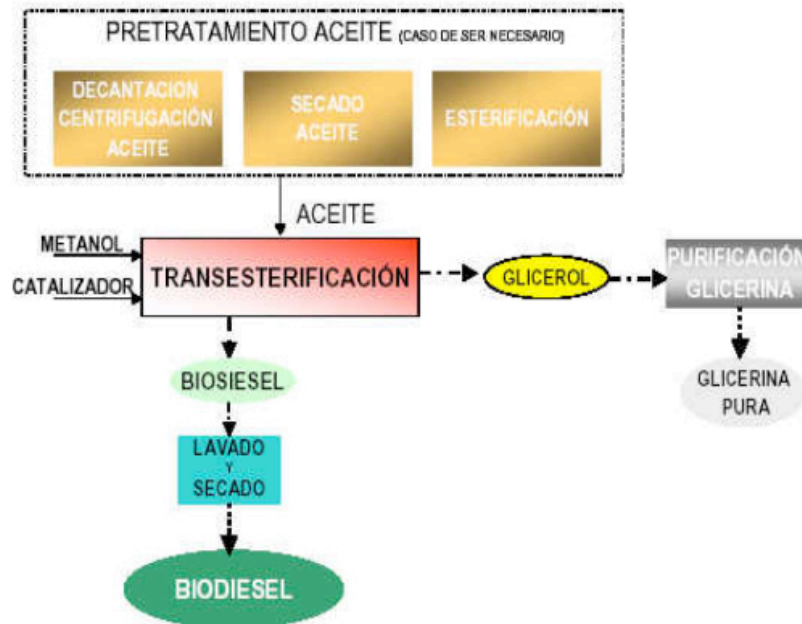 PRETRATAMIENTO ACEITE (CASO DE SER NECESARIO)
DECANTACION
CENTRIFUGACIÓN
ACEITE
SECADO
ACEITE
ESTERIFICACIÓN
ACEITE
METANOL
CATALIZADOR
TRANSESTERIFICACIÓN
GLICEROL
PURIFICACIÓN
GLICERINA
BIOSIESEL
GLICERINA
PURA
LAVADO
Y
SECADO
BIODIESEL